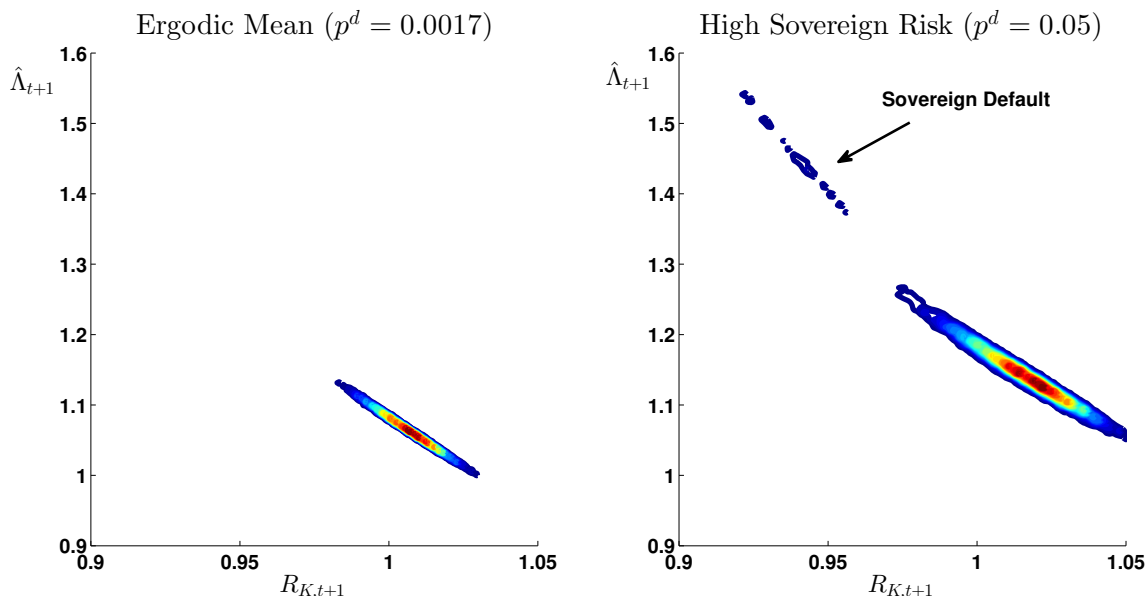 Ergodic Mean (p^d = 0.0017)
Λ̂_{t+1}
1.6
1.5
1.4
1.3
1.2
1.1
1
0.9
0.9 0.95 1 1.05
R_{K,t+1}
High Sovereign Risk (p^d = 0.05)
Λ̂_{t+1}
1.6
Sovereign Default
1.5
1.4
1.3
1.2
1.1
1
0.9
0.9 0.95 1 1.05
R_{K,t+1}